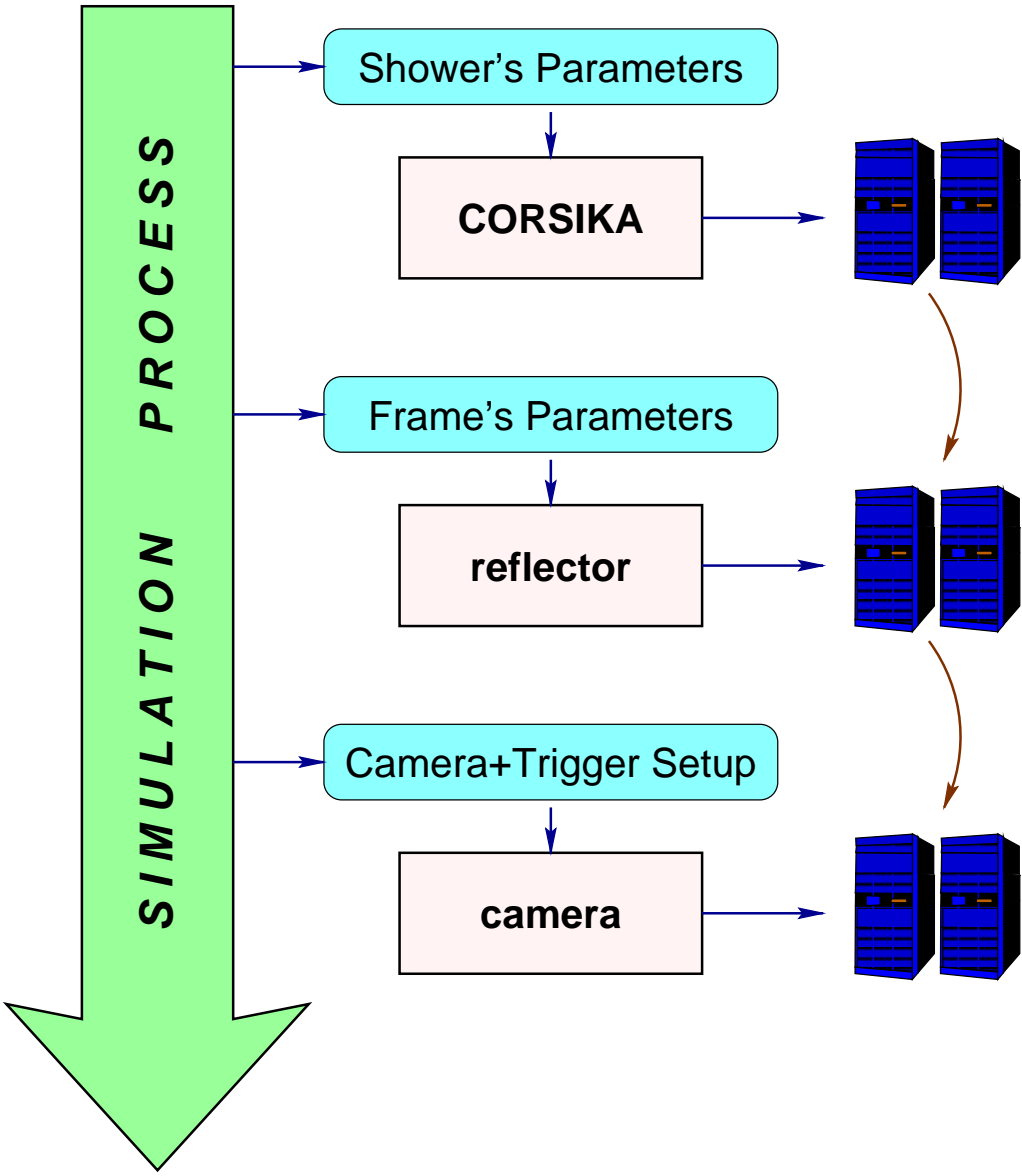 SIMULATION PROCESS
Shower's Parameters
CORSIKA
Frame's Parameters
reflector
Camera+Trigger Setup
camera